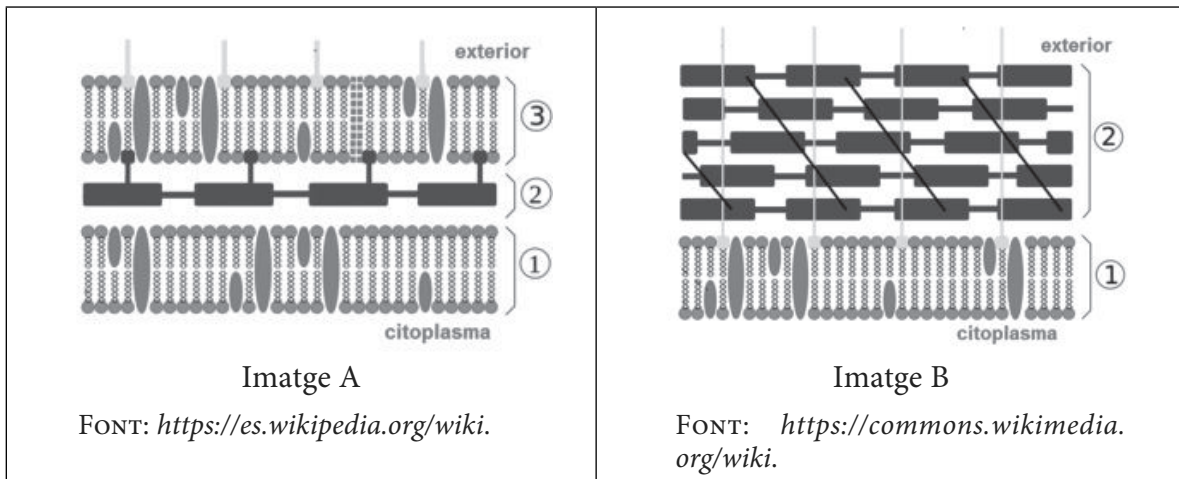 exterior
③
②
①
citoplasma
Imatge A
FONT: https://es.wikipedia.org/wiki.
exterior
②
①
citoplasma
Imatge B
FONT: https://commons.wikimedia.
org/wiki.